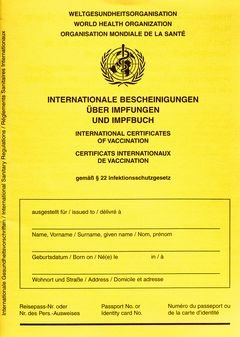 WELTGESUNDHEITSORGANISATION
WORLD HEALTH ORGANIZATION
ORGANISATION MONDIALE DE LA SANTÉ
INTERNATIONALE BESCHEINIGUNGEN
ÜBER IMPFUNGEN
UND IMPFBUCH
INTERNATIONAL CERTIFICATES
OF VACCINATION
CERTIFICATS INTERNATIONAUX
DE VACCINATION
gemäß § 22 Infektionsschutzgesetz
ausgestellt für / issued to / délivré à
Name, Vorname / Surname, given name / Nom, prénom
Geburtsdatum / Born on / Né(e) le in / à
Wohnort und Straße / Address / Domicile et adresse
Reisepass-Nr. oder Passport No. or Numéro du passeport ou
Nr. des Pers.-Ausweises Identity card No. de la carte d'identité
Internationale Gesundheitsvorschriften / International Sanitary Regulations / Règlements Sanitaires Internationaux